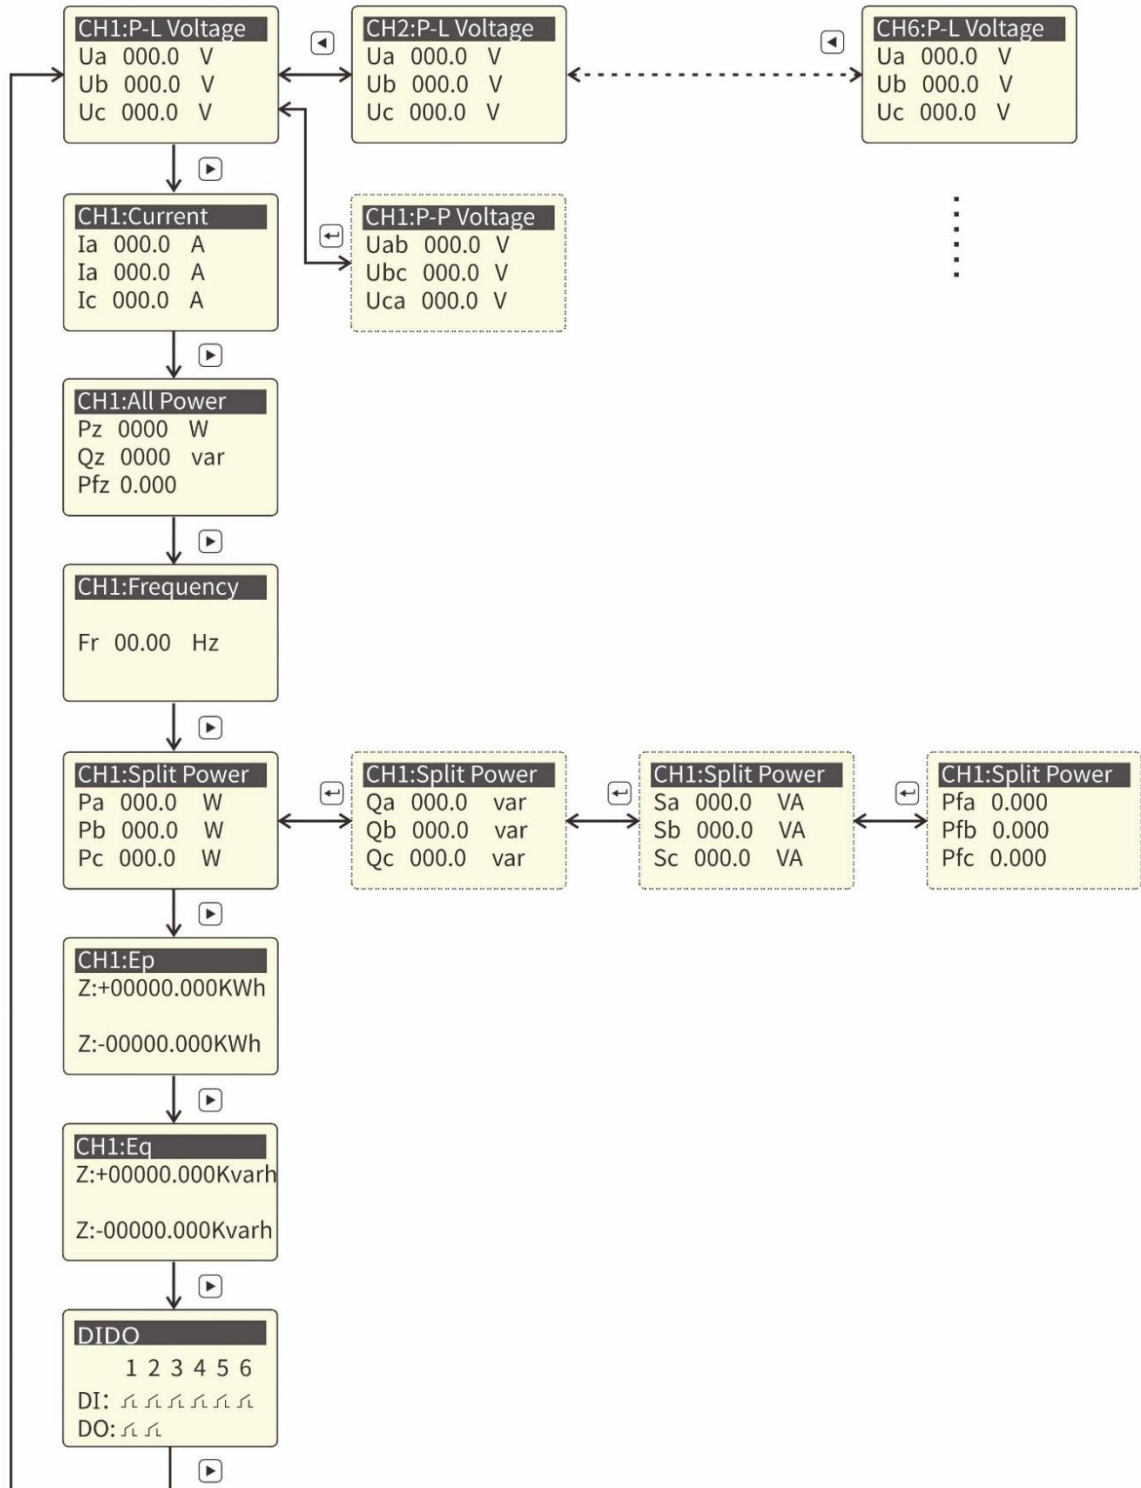 CH1:P-L Voltage
Ua 000.0 V
Ub 000.0 V
Uc 000.0 V
CH2:P-L Voltage
Ua 000.0 V
Ub 000.0 V
Uc 000.0 V
CH6:P-L Voltage
Ua 000.0 V
Ub 000.0 V
Uc 000.0 V
CH1:Current
Ia 000.0 A
Ia 000.0 A
Ic 000.0 A
CH1:P-P Voltage
Uab 000.0 V
Ubc 000.0 V
Uca 000.0 V
CH1:All Power
Pz 0000 W
Qz 0000 var
Pfz 0.000
CH1:Frequency
Fr 00.00 Hz
CH1:Split Power
Pa 000.0 W
Pb 000.0 W
Pc 000.0 W
CH1:Split Power
Qa 000.0 var
Qb 000.0 var
Qc 000.0 var
CH1:Split Power
Sa 000.0 VA
Sb 000.0 VA
Sc 000.0 VA
CH1:Split Power
Pfa 0.000
Pfb 0.000
Pfc 0.000
CH1:Ep
Z:+00000.000KWh
Z:-00000.000KWh
CH1:Eq
Z:+00000.000Kvarh
Z:-00000.000Kvarh
DIDO
1 2 3 4 5 6
DI:
DO: